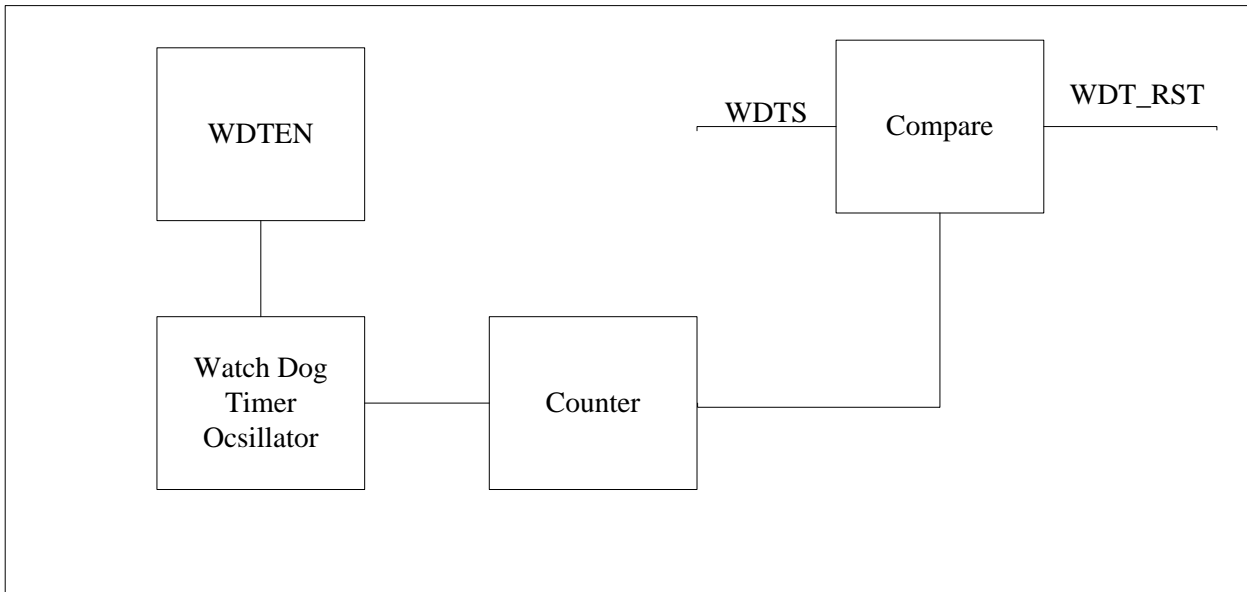 WDTEN
WDTS
Compare
WDT_RST
Watch Dog
Timer
Ocsillator
Counter